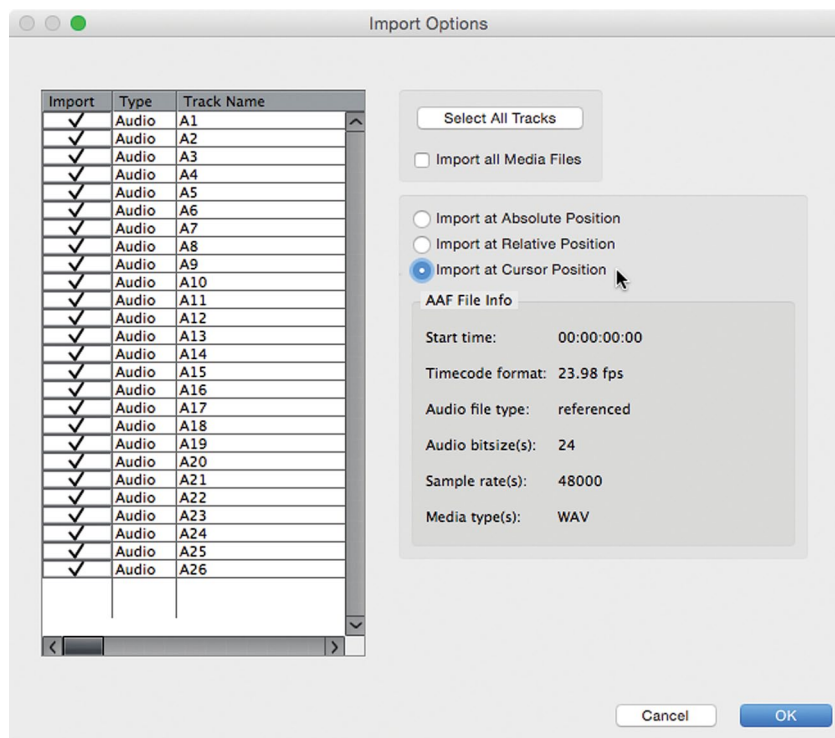 Import Options
Import Type Track Name
Audio A1
Audio A2
Audio A3
Audio A4
Audio A5
Audio A6
Audio A7
Audio A8
Audio A9
Audio A10
Audio A11
Audio A12
Audio A13
Audio A14
Audio A15
Audio A16
Audio A17
Audio A18
Audio A19
Audio A20
Audio A21
Audio A22
Audio A23
Audio A24
Audio A25
Audio A26
Select All Tracks
Import all Media Files
Import at Absolute Position
Import at Relative Position
Import at Cursor Position
AAF File Info
Start time: 00:00:00:00
Timecode format: 23.98 fps
Audio file type: referenced
Audio bitsize(s): 24
Sample rate(s): 48000
Media type(s): WAV
Cancel OK